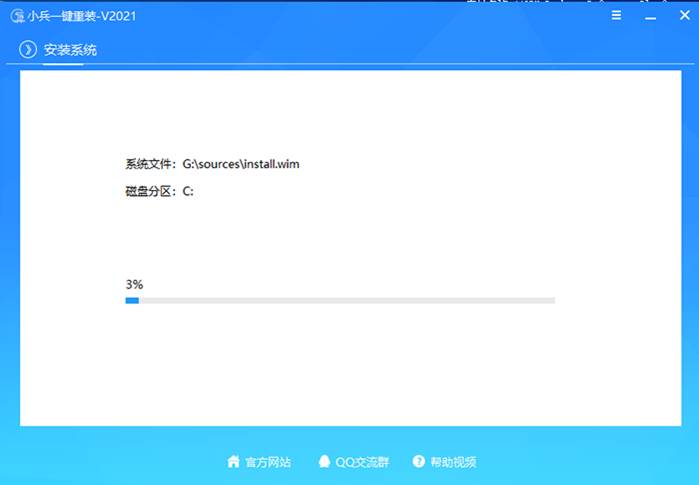 小兵一键重装-V2021
安装系统
系统文件：G:\sources\install.wim
磁盘分区：C:
3%
官方网站 QQ交流群 帮助视频